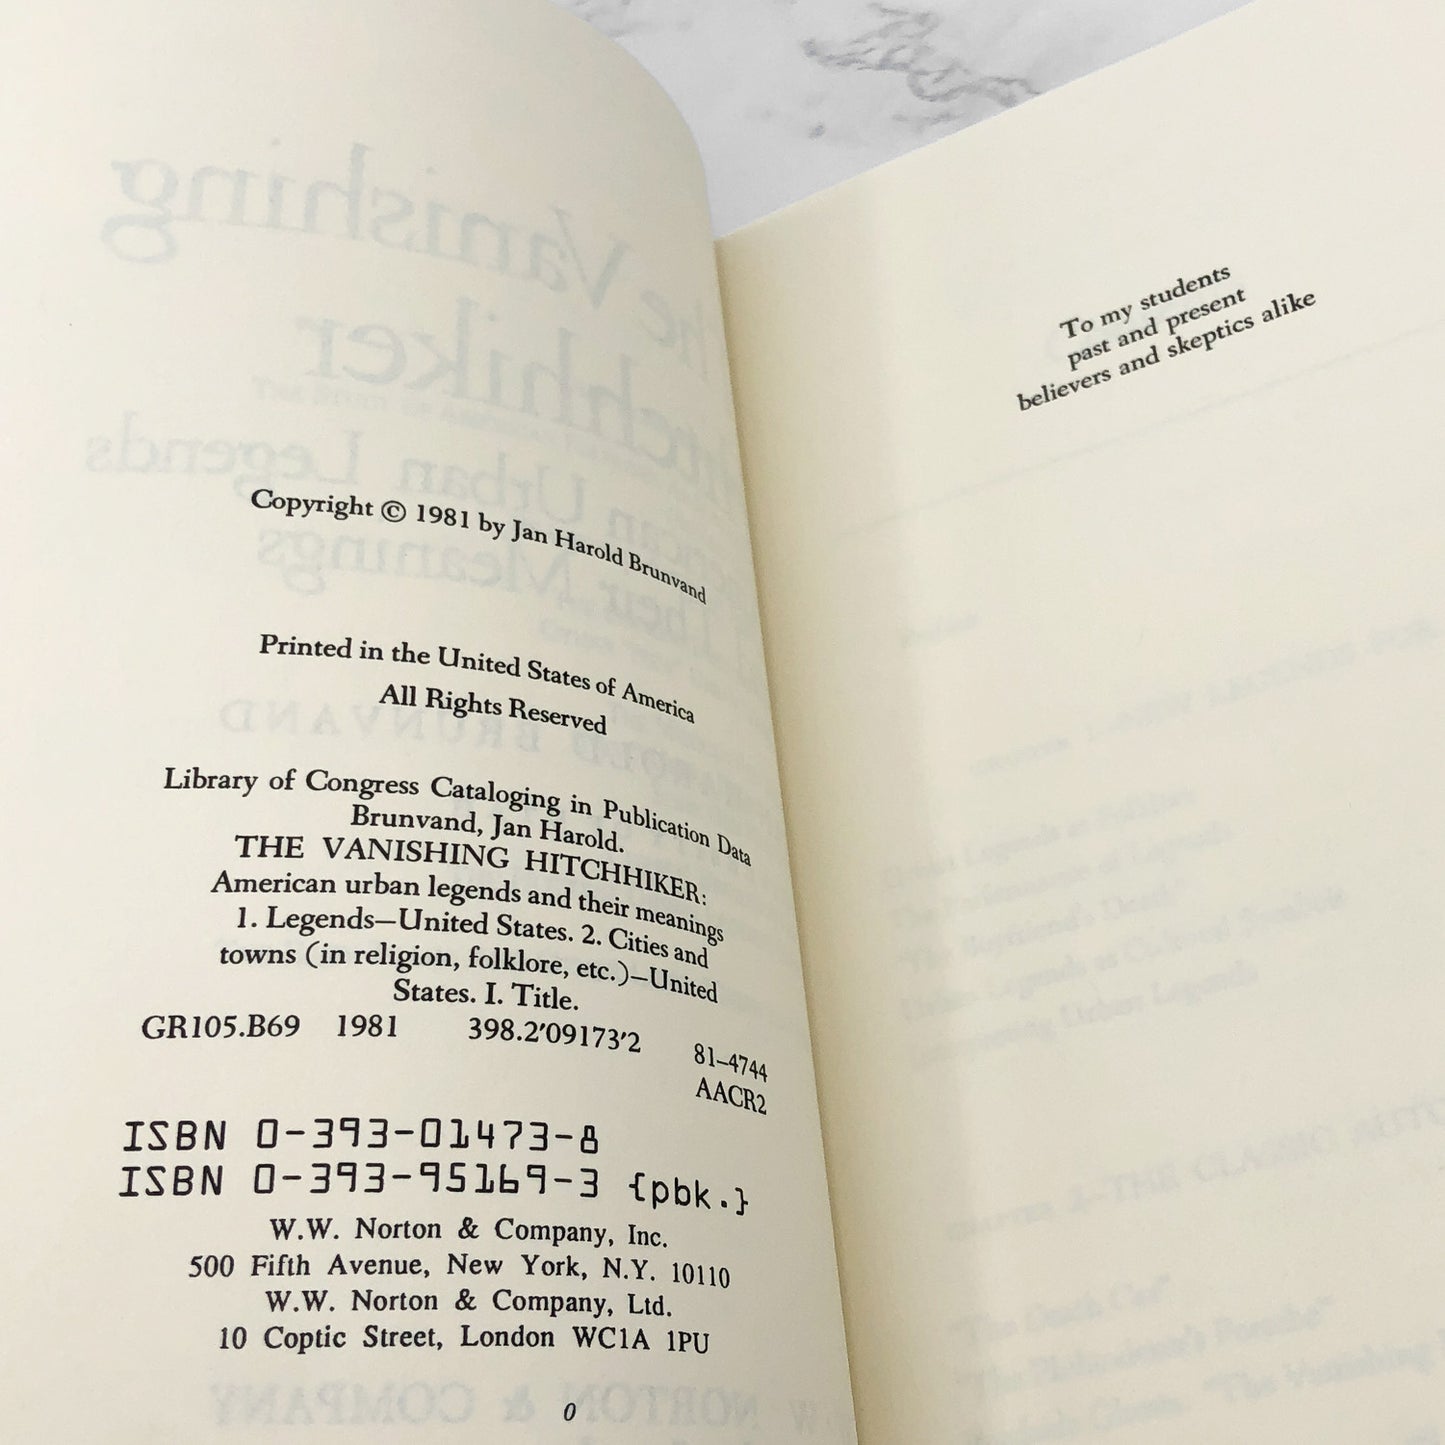 Copyright © 1981 by Jan Harold Brunvand
Printed in the United States of America
All Rights Reserved
Library of Congress Cataloging in Publication Data
Brunvand, Jan Harold.
THE VANISHING HITCHHIKER:
American urban legends and their meanings
1. Legends—United States. 2. Cities and
towns (in religion, folklore, etc.)—United
States. I. Title.
GR105.B69 1981 398.2'09173'2 81–4744
AACR2
ISBN 0-393-01473-8
ISBN 0-393-95169-3 {pbk.}
W.W. Norton & Company, Inc.
500 Fifth Avenue, New York, N.Y. 10110
W.W. Norton & Company, Ltd.
10 Coptic Street, London WC1A 1PU
0
To my students
past and present
believers and skeptics alike